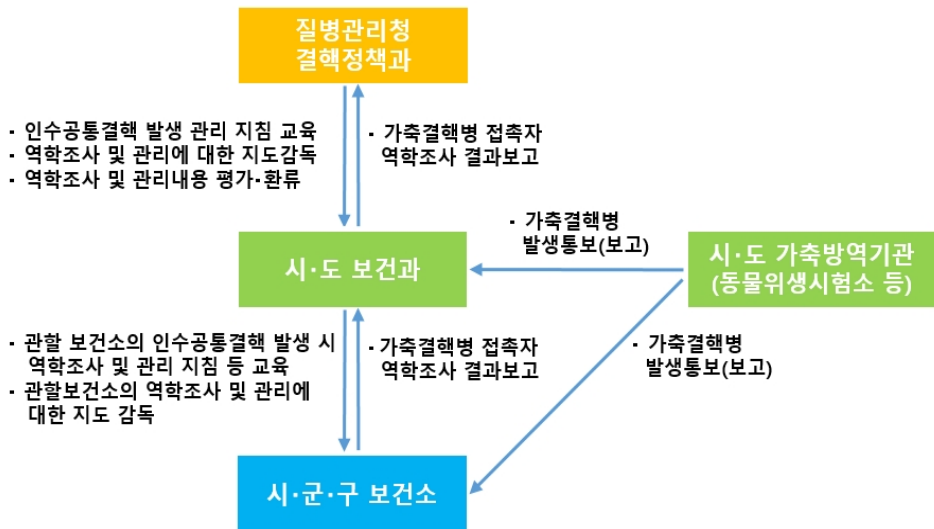 질병관리청
결핵정책과
- 인수공통결핵 발생 관리 지침 교육
- 역학조사 및 관리에 대한 지도감독
- 역학조사 및 관리내용 평가·환류
- 가축결핵병 접촉자
역학조사 결과보고
- 가축결핵병
발생통보(보고)
시·도 보건과
시·도 가축방역기관
(동물위생시험소 등)
- 관할 보건소의 인수공통결핵 발생 시
역학조사 및 관리 지침 등 교육
- 관할보건소의 역학조사 및 관리에
대한 지도 감독
- 가축결핵병 접촉자
역학조사 결과보고
- 가축결핵병
발생통보(보고)
시·군·구 보건소